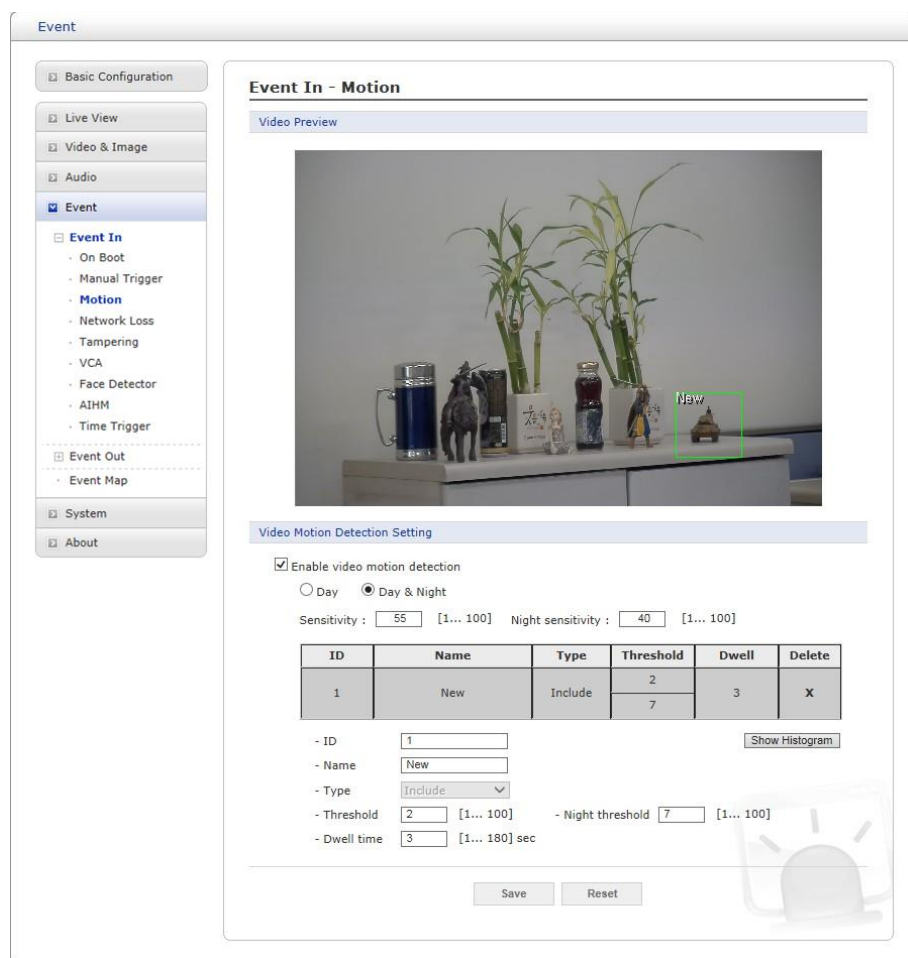 Event
Basic Configuration
Live View
Video & Image
Audio
Event
Event In
On Boot
Manual Trigger
Motion
Network Loss
Tampering
VCA
Face Detector
AIHM
Time Trigger
Event Out
Event Map
System
About
Event In - Motion
Video Preview
New
Video Motion Detection Setting
Enable video motion detection
Day Day & Night
Sensitivity : 55 [1... 100] Night sensitivity : 40 [1... 100]
ID Name Type Threshold Dwell Delete
1 New Include 2 7 3 X
- ID 1 Show Histogram
- Name New
- Type Include
- Threshold 2 [1... 100] - Night threshold 7 [1... 100]
- Dwell time 3 [1... 180] sec
Save Reset